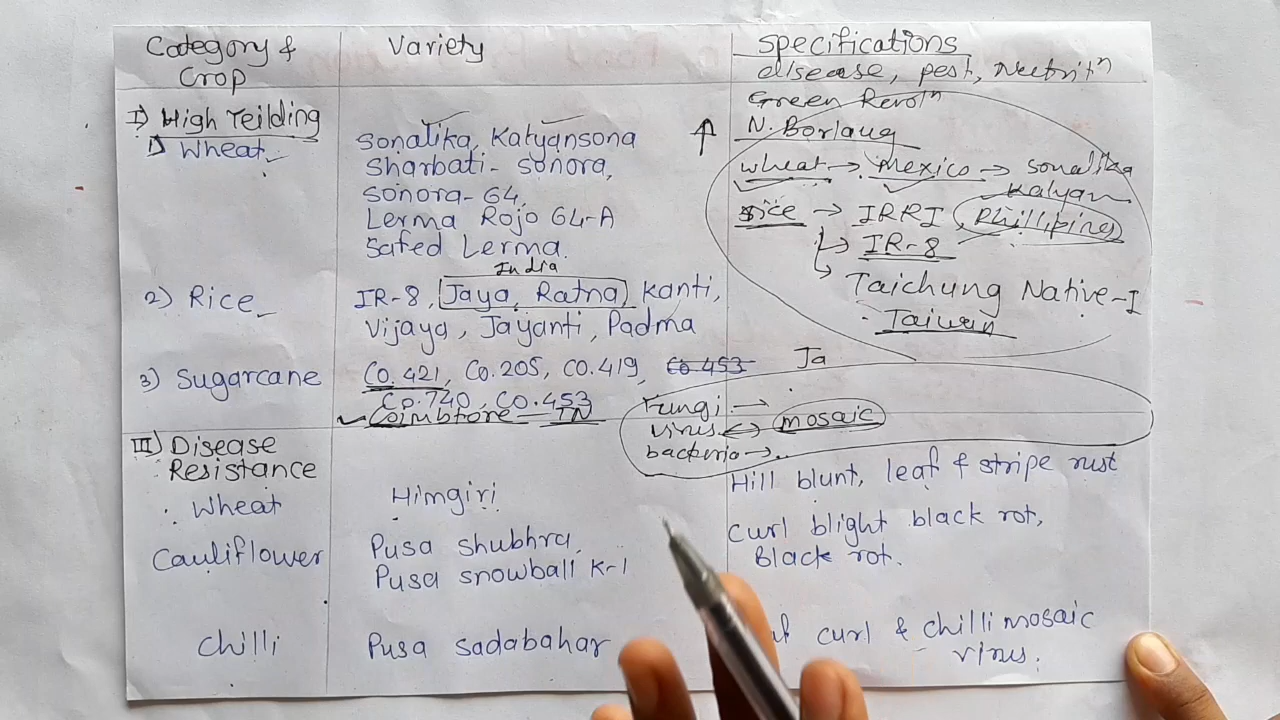 Category & Crop
Variety
Specifications
disease, pest, Nutritⁿ
Green Revolⁿ
I) High Yeilding
1) Wheat
Sonalika, Kalyansona
Sharbati- sonora,
sonora-64,
Lerma Rojo 64-A
Safed Lerma.
↑ N. Borlaug
wheat → Mexico → sonalika
Kalyan
rice → IRRI, Phillipines
→ IR-8
→ Taichung Native-I
Taiwan
2) Rice
India
IR-8, Jaya, Ratna, Kanti,
Vijaya, Jayanti, Padma
3) Sugarcane
Co.421, Co.205, CO.419, Co 453
Co.740, CO.453
Coimbtore - TN
Ja
Fungi →
virus ↔ mosaic
bacteria → ..
II) Disease
Resistance
Wheat
Himgiri
Hill blunt, leaf & stripe rust
Cauliflower
Pusa shubhra,
Pusa snowball K-1
Curl blight black rot,
Black rot.
Chilli
Pusa sadabahar
curl & chilli mosaic
virus.